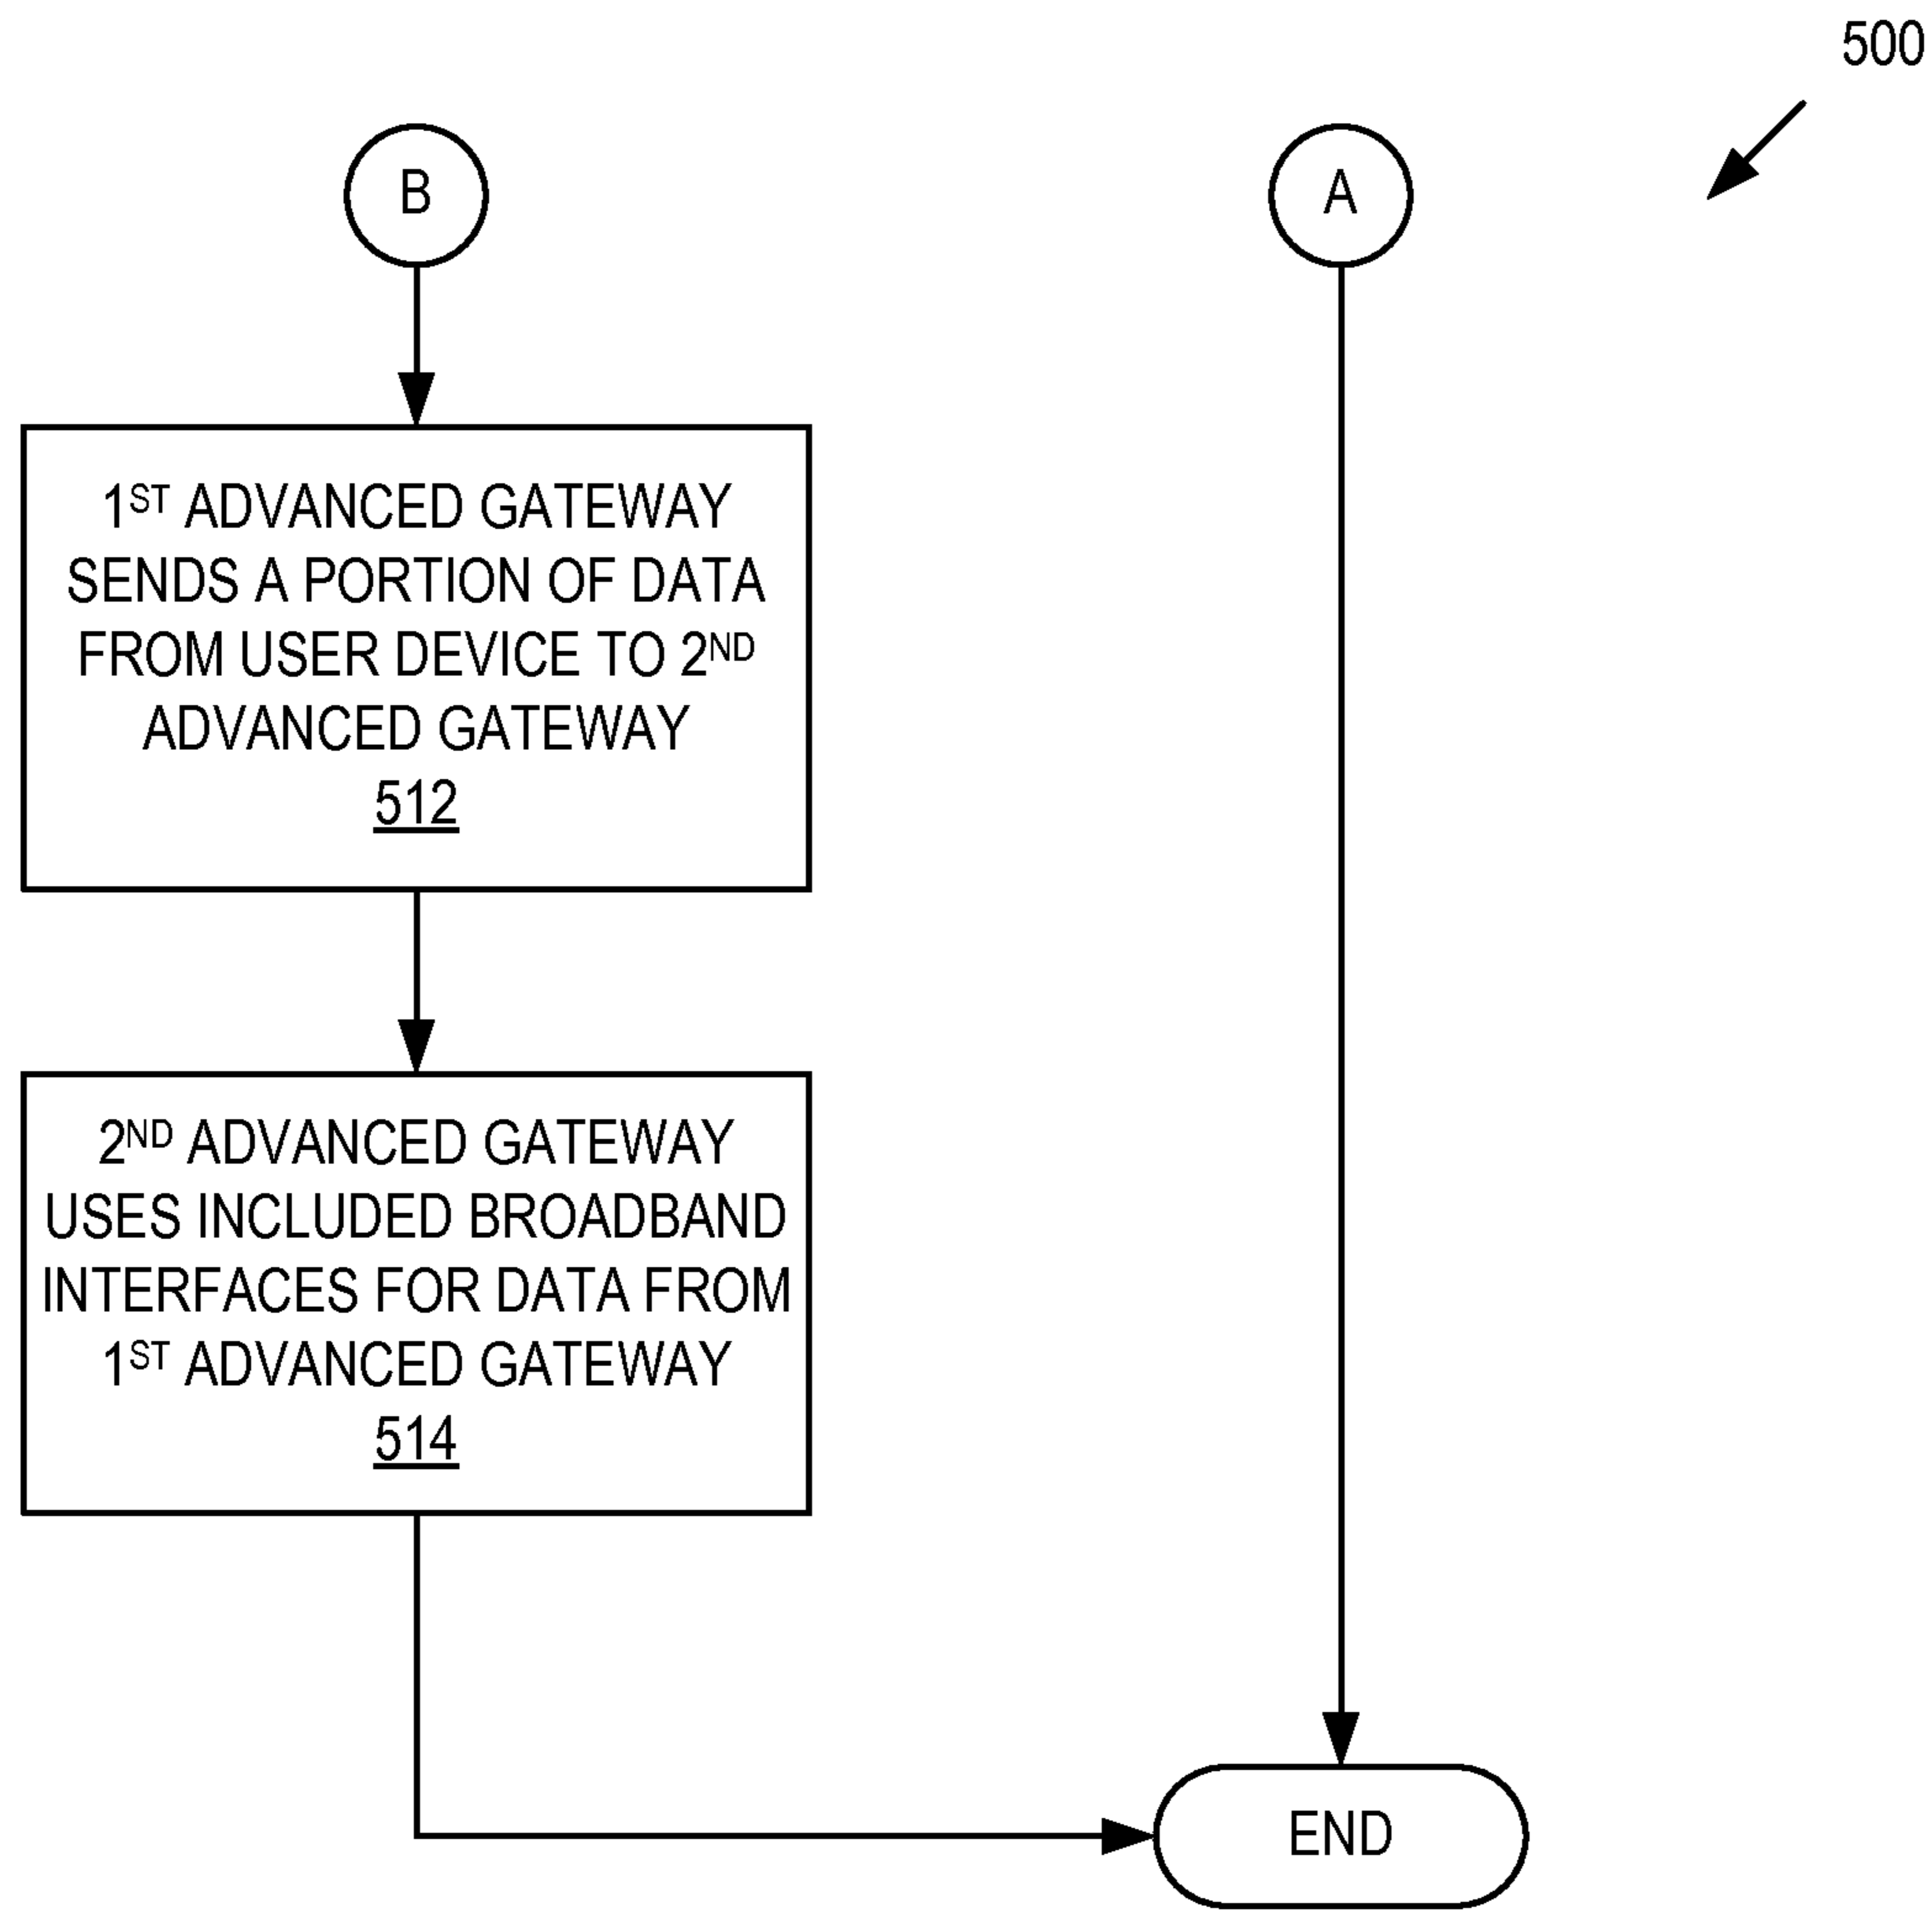 500
B
A
1ST ADVANCED GATEWAY
SENDS A PORTION OF DATA
FROM USER DEVICE TO 2ND
ADVANCED GATEWAY
512
2ND ADVANCED GATEWAY
USES INCLUDED BROADBAND
INTERFACES FOR DATA FROM
1ST ADVANCED GATEWAY
514
END